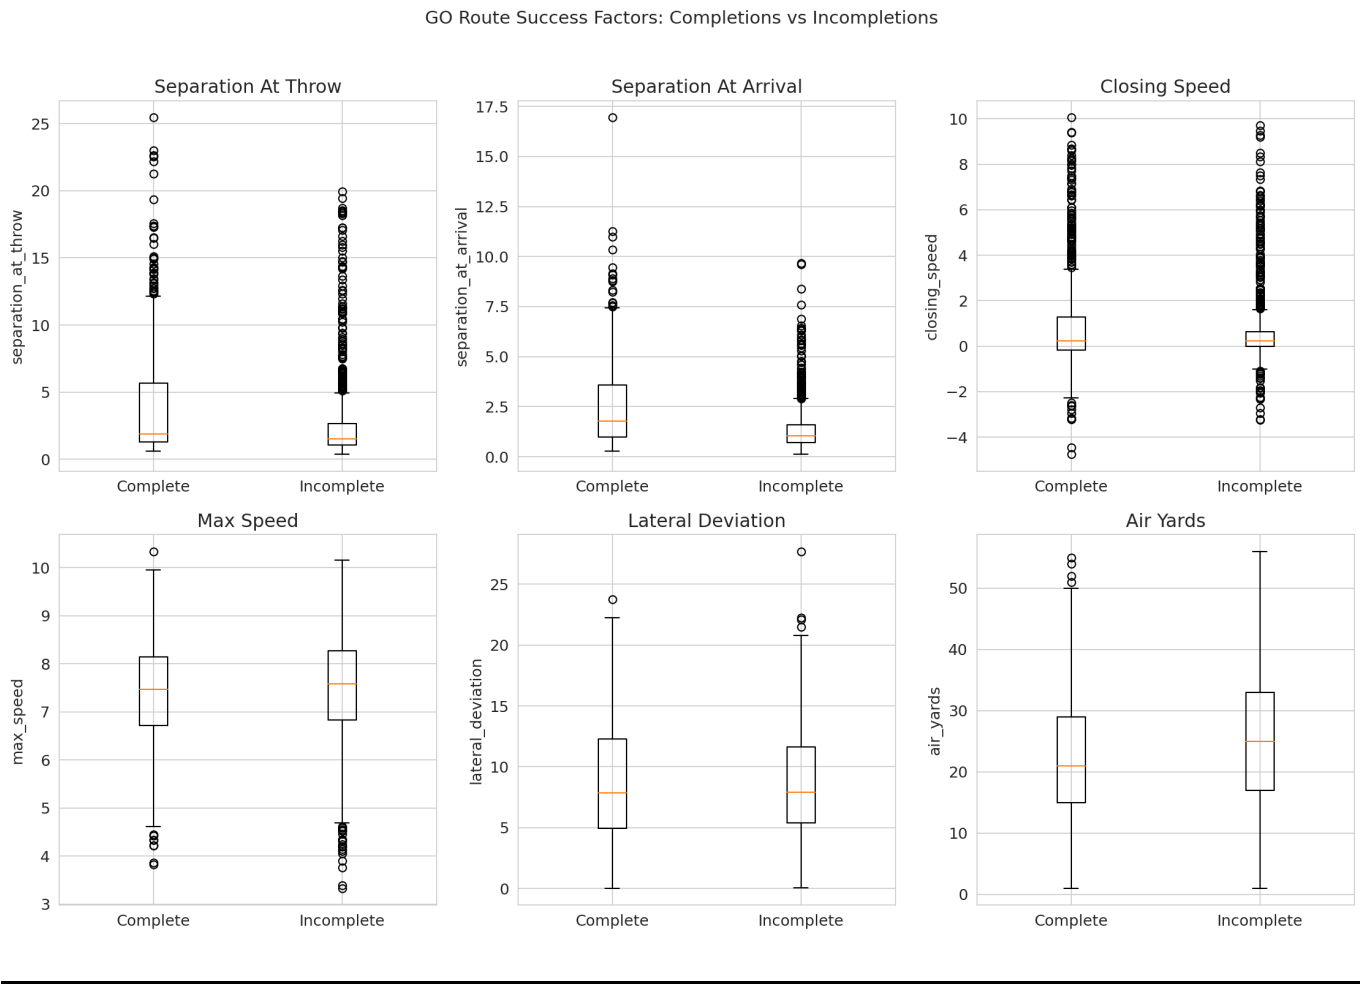 GO Route Success Factors: Completions vs Incompletions
Separation At Throw
separation_at_throw
25
20
15
10
5
0
Complete
Incomplete
Separation At Arrival
separation_at_arrival
17.5
15.0
12.5
10.0
7.5
5.0
2.5
0.0
Complete
Incomplete
Closing Speed
closing_speed
10
8
6
4
2
0
−2
−4
Complete
Incomplete
Max Speed
max_speed
10
9
8
7
6
5
4
3
Complete
Incomplete
Lateral Deviation
lateral_deviation
25
20
15
10
5
0
Complete
Incomplete
Air Yards
air_yards
50
40
30
20
10
0
Complete
Incomplete